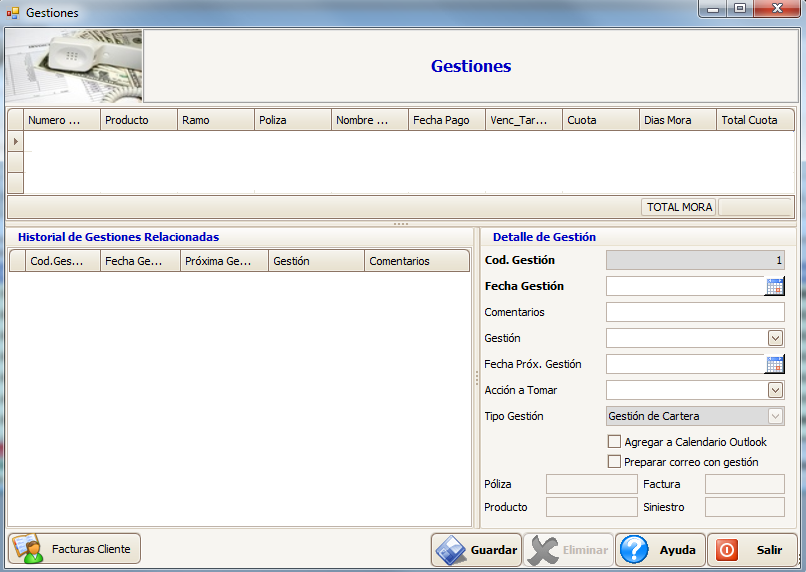 Gestiones
Gestiones
Numero ... Producto Ramo Poliza Nombre ... Fecha Pago Venc_Tar... Cuota Dias Mora Total Cuota
TOTAL MORA
Historial de Gestiones Relacionadas
Cod.Ges... Fecha Ge... Próxima Ge... Gestión Comentarios
Detalle de Gestión
Cod. Gestión 1
Fecha Gestión
Comentarios
Gestión
Fecha Próx. Gestión
Acción a Tomar
Tipo Gestión Gestión de Cartera
Agregar a Calendario Outlook
Preparar correo con gestión
Póliza Factura
Producto Siniestro
Facturas Cliente Guardar Eliminar Ayuda Salir